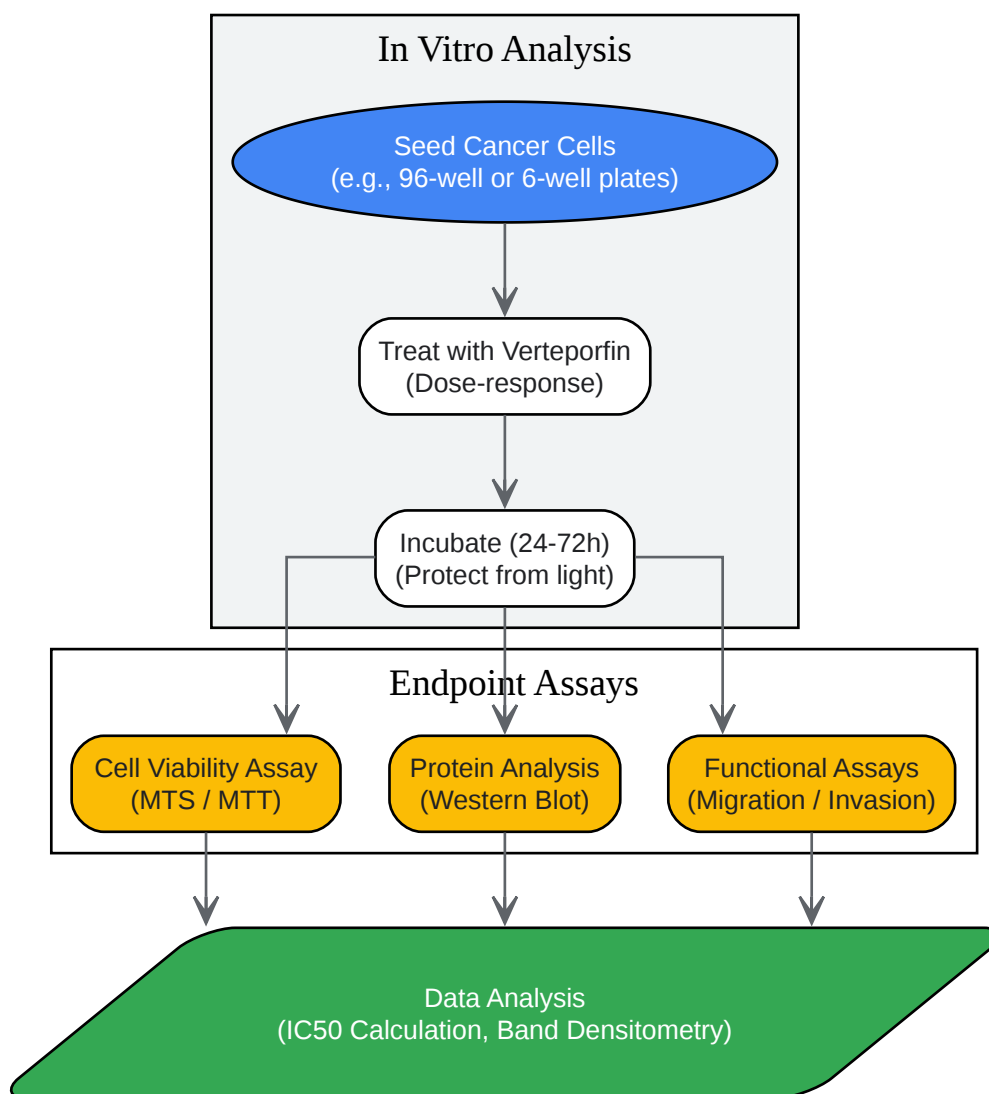 In Vitro Analysis
Seed Cancer Cells
(e.g., 96-well or 6-well plates)
Treat with Verteporfin
(Dose-response)
Incubate (24-72h)
(Protect from light)
Endpoint Assays
Cell Viability Assay
(MTS / MTT)
Protein Analysis
(Western Blot)
Functional Assays
(Migration / Invasion)
Data Analysis
(IC50 Calculation, Band Densitometry)